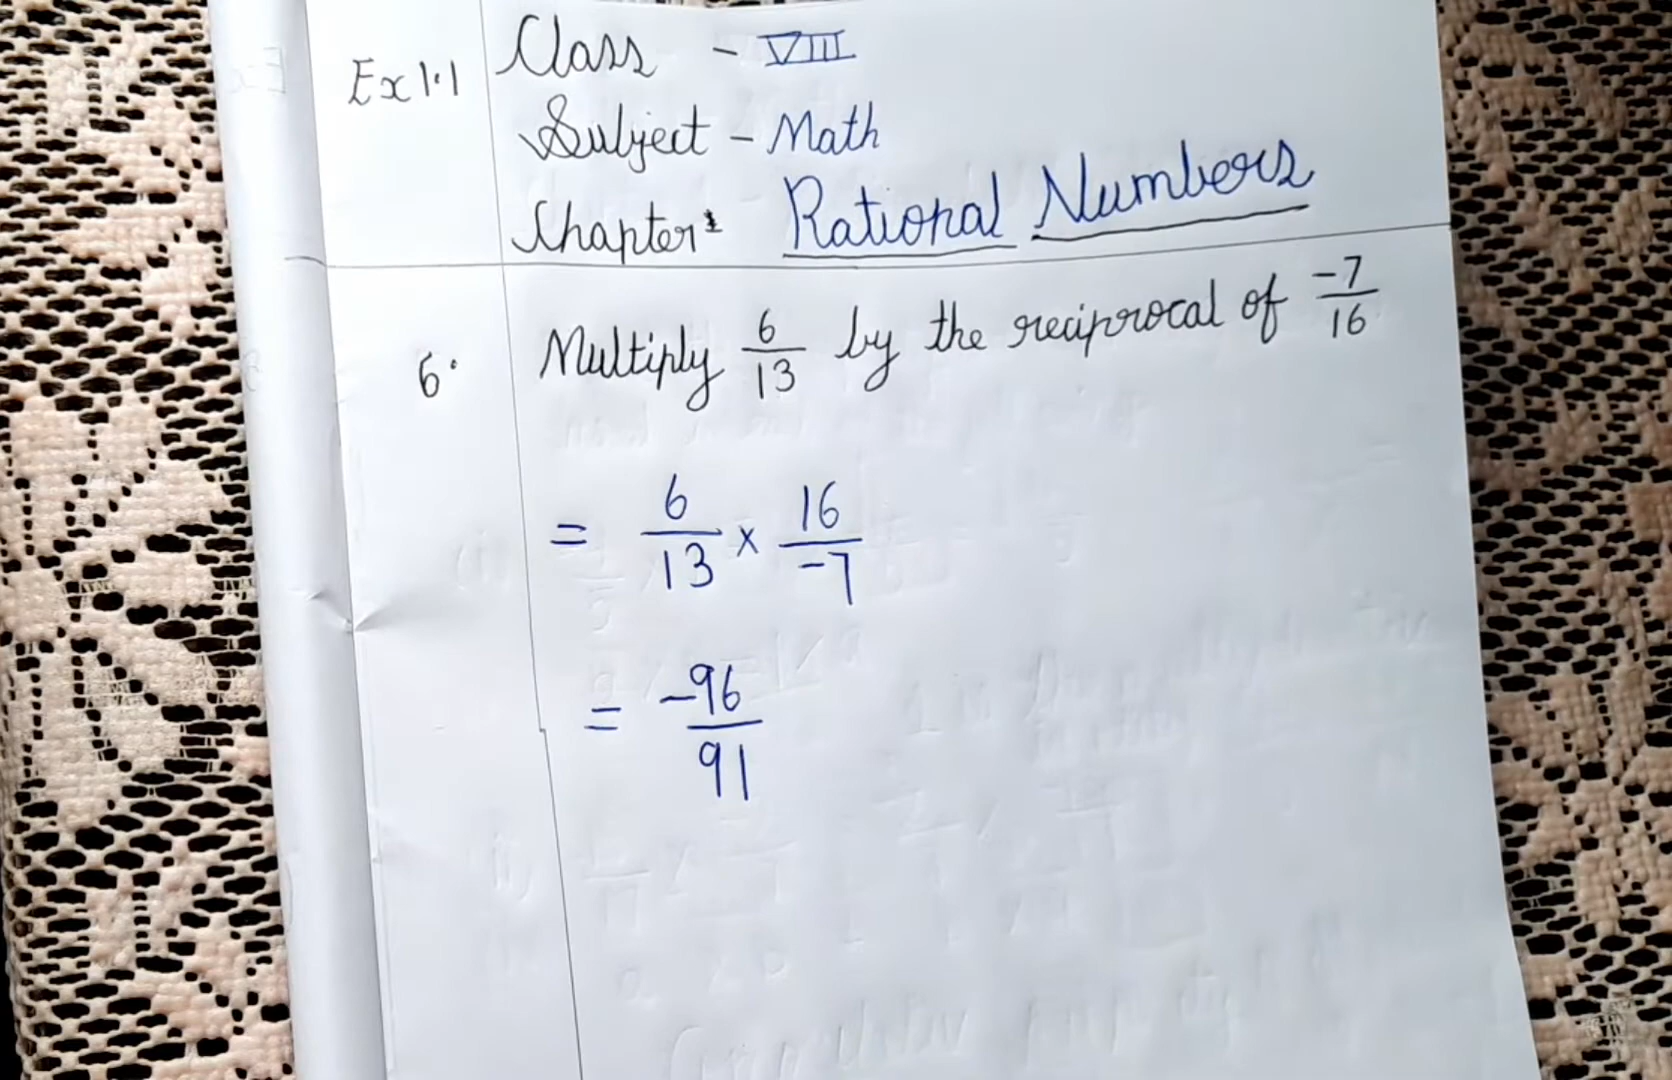 Ex 1.1
Class - VIII
Subject - Math
Chapter: Rational Numbers
6. Multiply 6/13 by the reciprocal of -7/16
= 6/13 x 16/-7
= -96/91